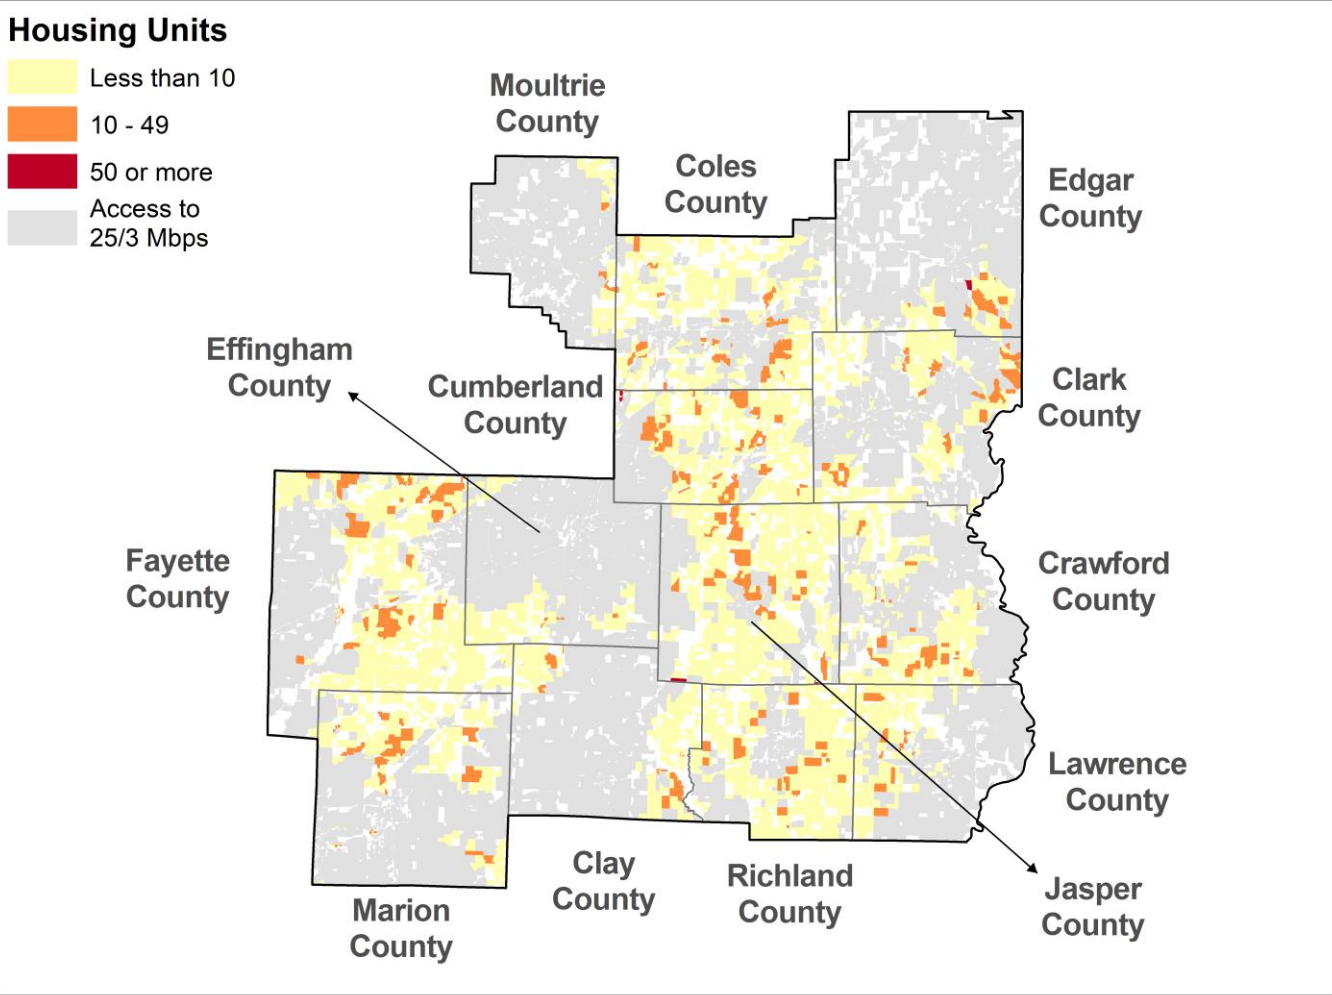 Housing Units
Less than 10
10 - 49
50 or more
Access to
25/3 Mbps
Moultrie
County
Coles
County
Edgar
County
Effingham
County
Cumberland
County
Clark
County
Fayette
County
Crawford
County
Lawrence
County
Clay
County
Richland
County
Jasper
County
Marion
County